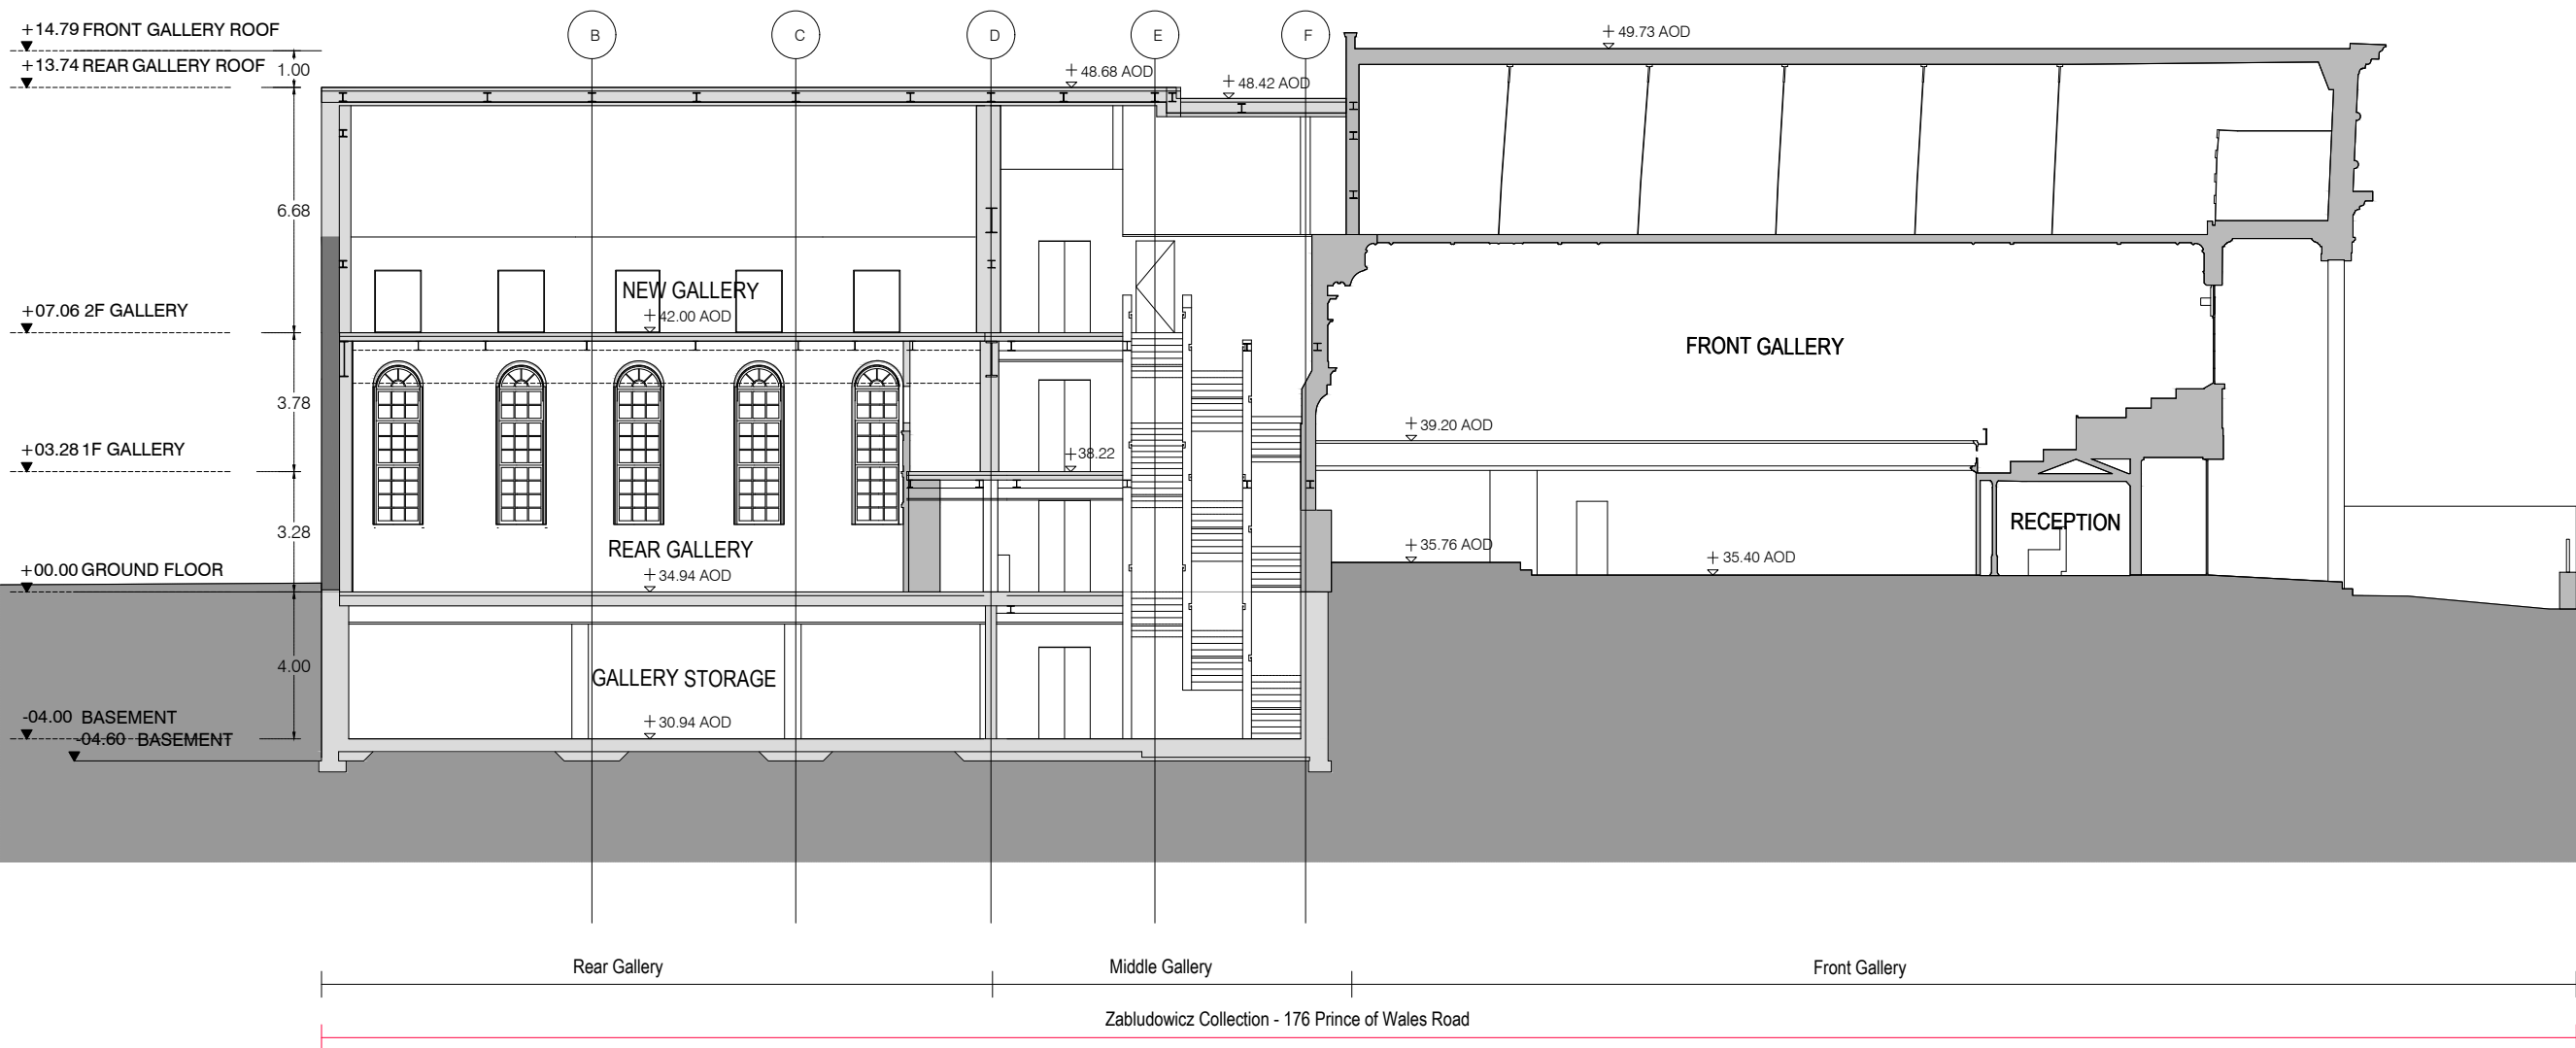 +14.79 FRONT GALLERY ROOF
+13.74 REAR GALLERY ROOF
1.00
B
C
D
E
F
+ 49.73 AOD
+ 48.68 AOD
+ 48.42 AOD
6.68
NEW GALLERY
+ 42.00 AOD
+07.06 2F GALLERY
FRONT GALLERY
3.78
+ 39.20 AOD
+03.28 1F GALLERY
+ 38.22
3.28
RECEPTION
REAR GALLERY
+ 35.76 AOD
+ 35.40 AOD
+00.00 GROUND FLOOR
+ 34.94 AOD
4.00
GALLERY STORAGE
-04.00 BASEMENT
+ 30.94 AOD
-04.60 BASEMENT
Rear Gallery
Middle Gallery
Front Gallery
Zabludowicz Collection - 176 Prince of Wales Road